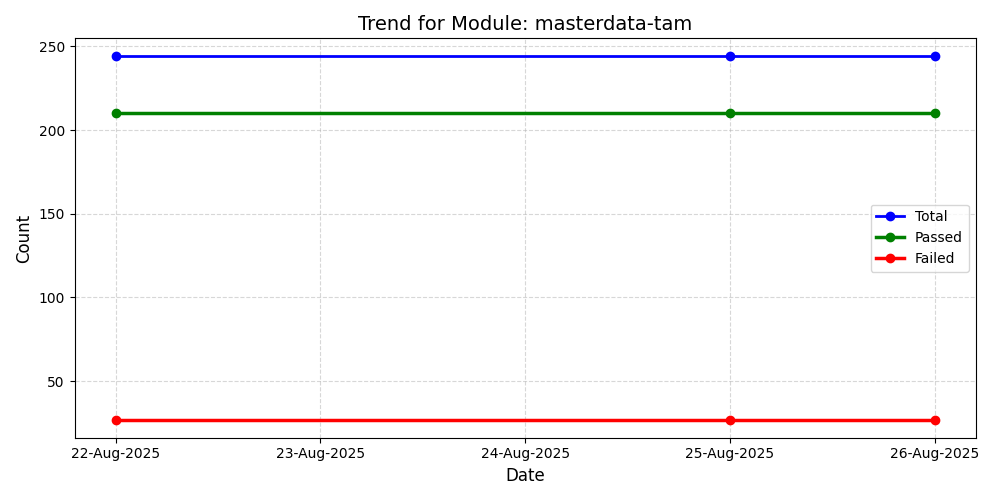 Trend for Module: masterdata-tam
250
200
150
100
50
Count
Total
Passed
Failed
22-Aug-2025
23-Aug-2025
24-Aug-2025
25-Aug-2025
26-Aug-2025
Date